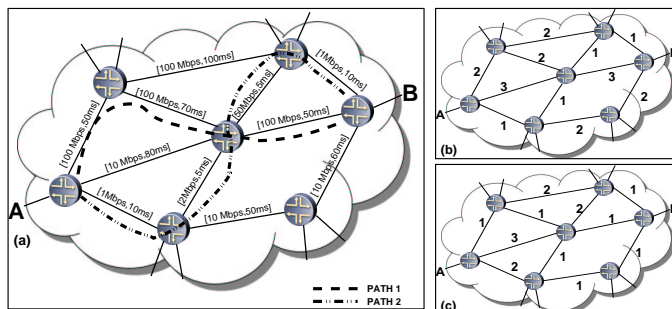 [100 Mbps,100ms]
[1Mbps,10ms]
B
[100 Mbps,50ms]
[100 Mbps,70ms]
[50Mbps,5ms]
[100 Mbps,50ms]
[10 Mbps,80ms]
[2Mbps,5ms]
[10 Mbps,60ms]
A
[1Mbps,10ms]
[10 Mbps,50ms]
(a)
PATH 1
PATH 2
2
1
2
1
2
3
3
A
1
1
2
2
(b)
2
1
1
1
2
3
1
A
2
1
1
1
(c)